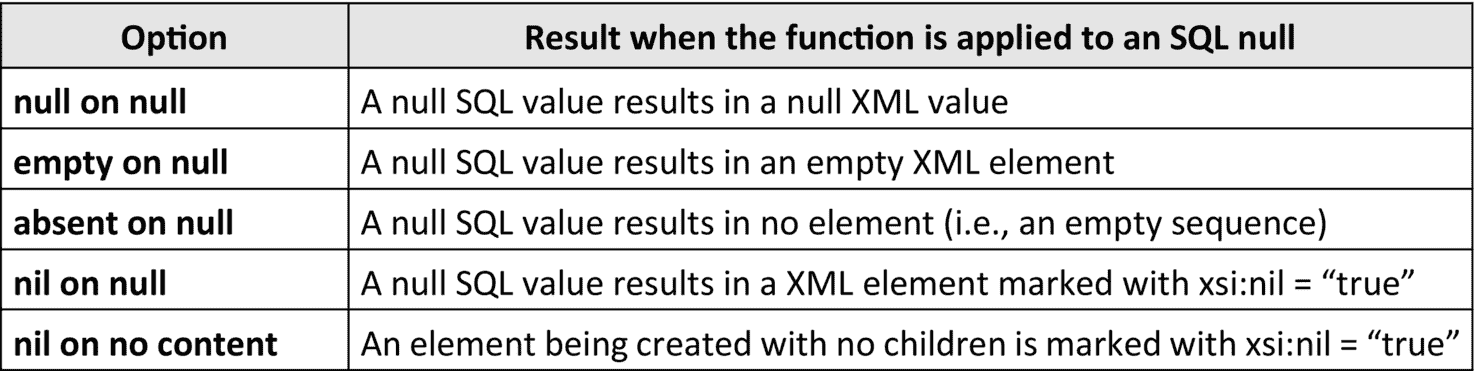 Option Result when the function is applied to an SQL null
null on null A null SQL value results in a null XML value
empty on null A null SQL value results in an empty XML element
absent on null A null SQL value results in no element (i.e., an empty sequence)
nil on null A null SQL value results in a XML element marked with xsi:nil = “true”
nil on no content An element being created with no children is marked with xsi:nil = “true”